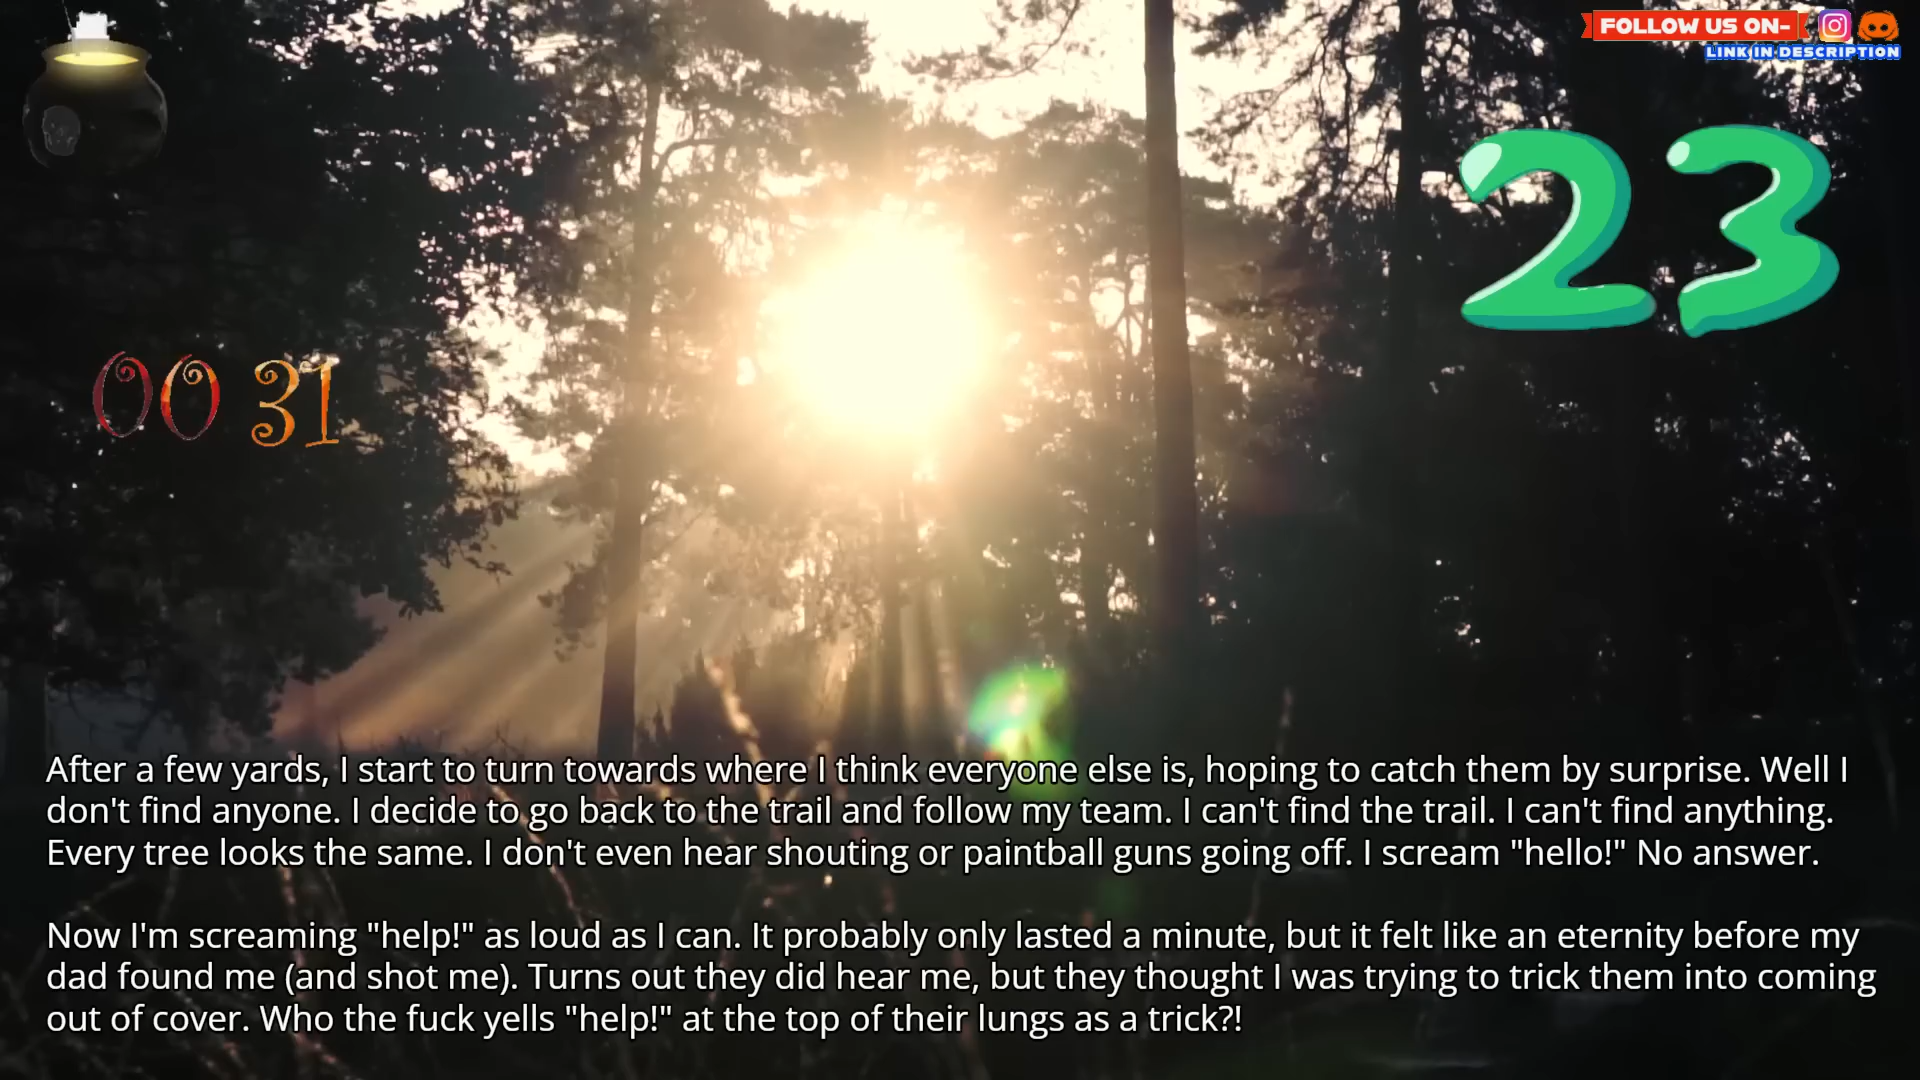 FOLLOW US ON-
LINK IN DESCRIPTION
23
00 31
After a few yards, I start to turn towards where I think everyone else is, hoping to catch them by surprise. Well I
don't find anyone. I decide to go back to the trail and follow my team. I can't find the trail. I can't find anything.
Every tree looks the same. I don't even hear shouting or paintball guns going off. I scream "hello!" No answer.
Now I'm screaming "help!" as loud as I can. It probably only lasted a minute, but it felt like an eternity before my
dad found me (and shot me). Turns out they did hear me, but they thought I was trying to trick them into coming
out of cover. Who the fuck yells "help!" at the top of their lungs as a trick?!